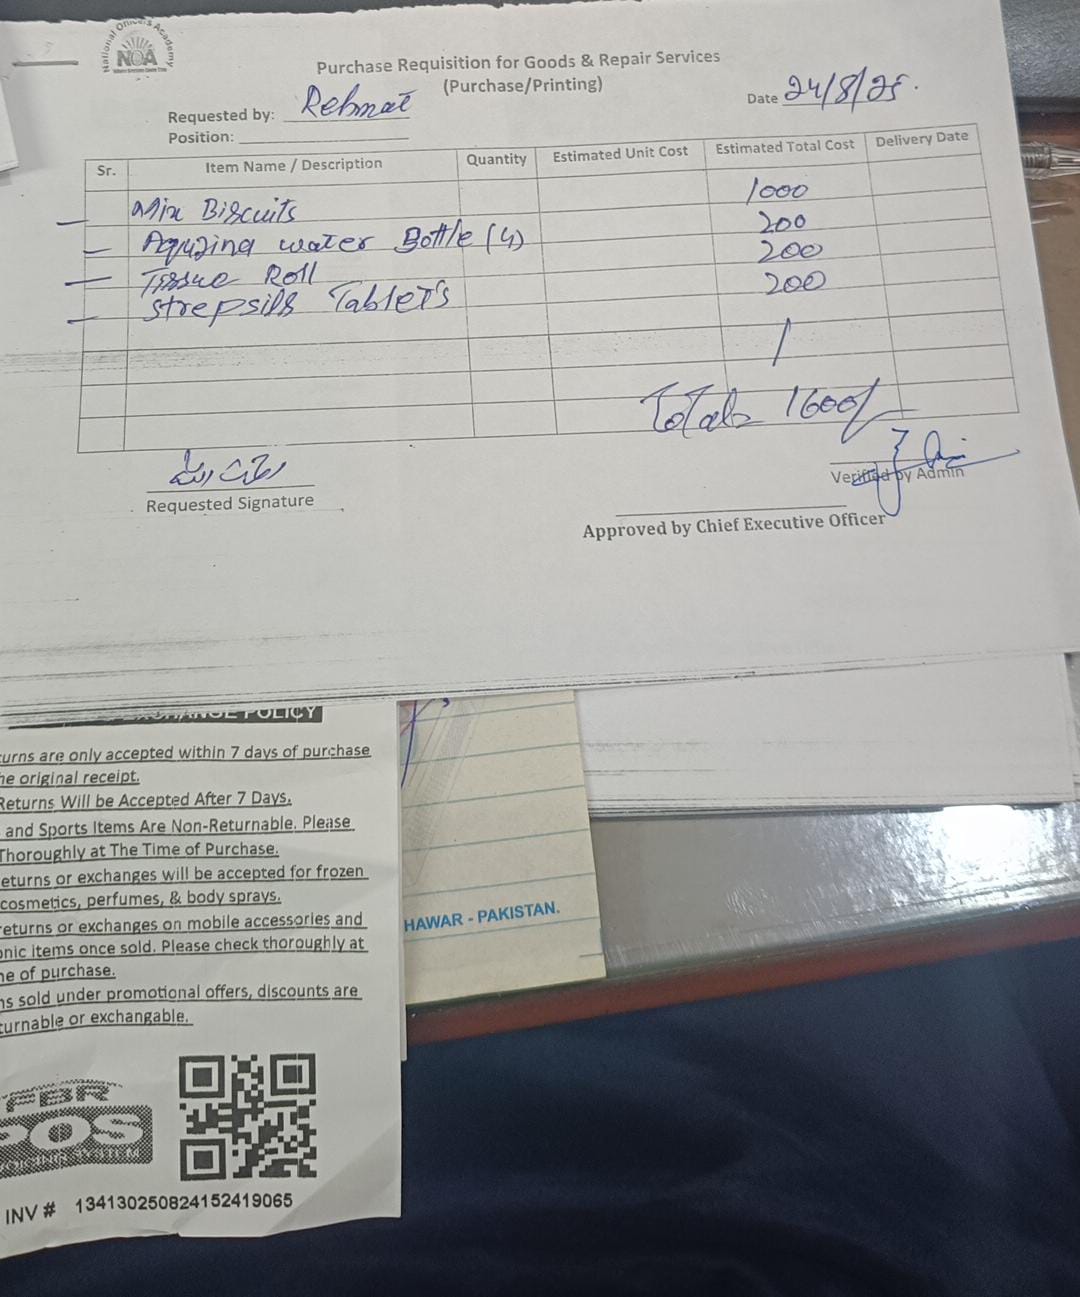 National Officers Academy
NOA
Purchase Requisition for Goods & Repair Services
(Purchase/Printing)
Requested by: Rehmat
Date 24/8/25.
Position:
Sr. Item Name / Description Quantity Estimated Unit Cost Estimated Total Cost Delivery Date
Mix Biscuits 1000
Aquafina water Bottle (4) 200
Tissue Roll 200
Strepsils Tablets 200
Total 1600/
Requested Signature
Verified by Admin
Approved by Chief Executive Officer
EXCHANGE POLICY
urns are only accepted within 7 days of purchase
he original receipt.
Returns Will be Accepted After 7 Days.
and Sports Items Are Non-Returnable. Please
Thoroughly at The Time of Purchase.
eturns or exchanges will be accepted for frozen
cosmetics, perfumes, & body sprays.
returns or exchanges on mobile accessories and
onic items once sold. Please check thoroughly at
me of purchase.
ns sold under promotional offers, discounts are
turnable or exchangable.
HAWAR - PAKISTAN.
FBR
POS
INVOICING SYSTEM
INV # 134130250824152419065